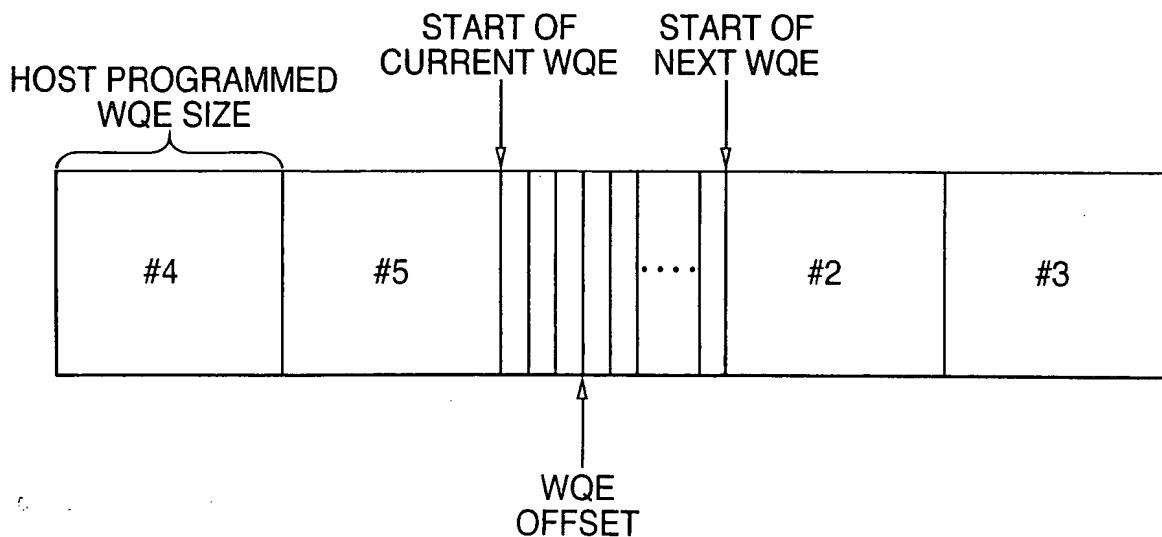 START OF
CURRENT WQE
START OF
NEXT WQE
HOST PROGRAMMED
WQE SIZE
#4
#5
....
#2
#3
WQE
OFFSET